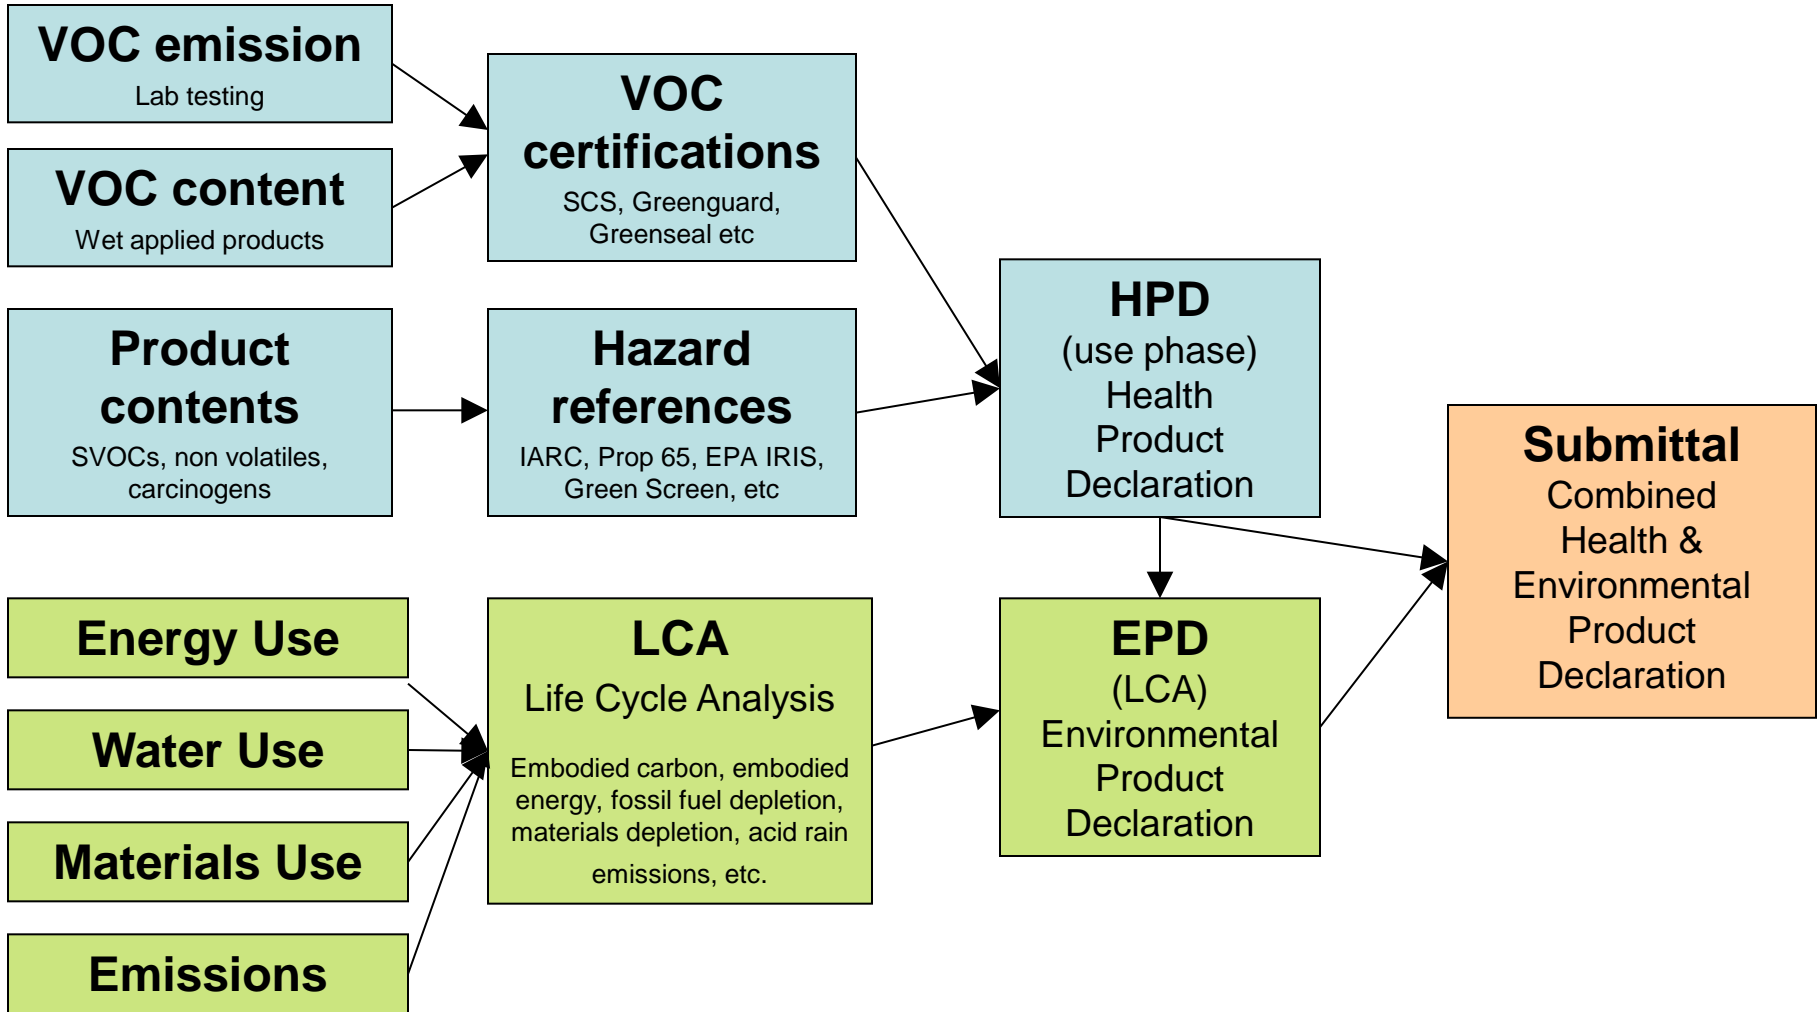 VOC emission
Lab testing
VOC content
Wet applied products
VOC
certifications
SCS, Greenguard,
Greenseal etc
Product
contents
SVOCs, non volatiles,
carcinogens
Hazard
references
IARC, Prop 65, EPA IRIS,
Green Screen, etc
HPD
(use phase)
Health
Product
Declaration
Submittal
Combined
Health &
Environmental
Product
Declaration
Energy Use
Water Use
Materials Use
Emissions
LCA
Life Cycle Analysis
Embodied carbon, embodied
energy, fossil fuel depletion,
materials depletion, acid rain
emissions, etc.
EPD
(LCA)
Environmental
Product
Declaration